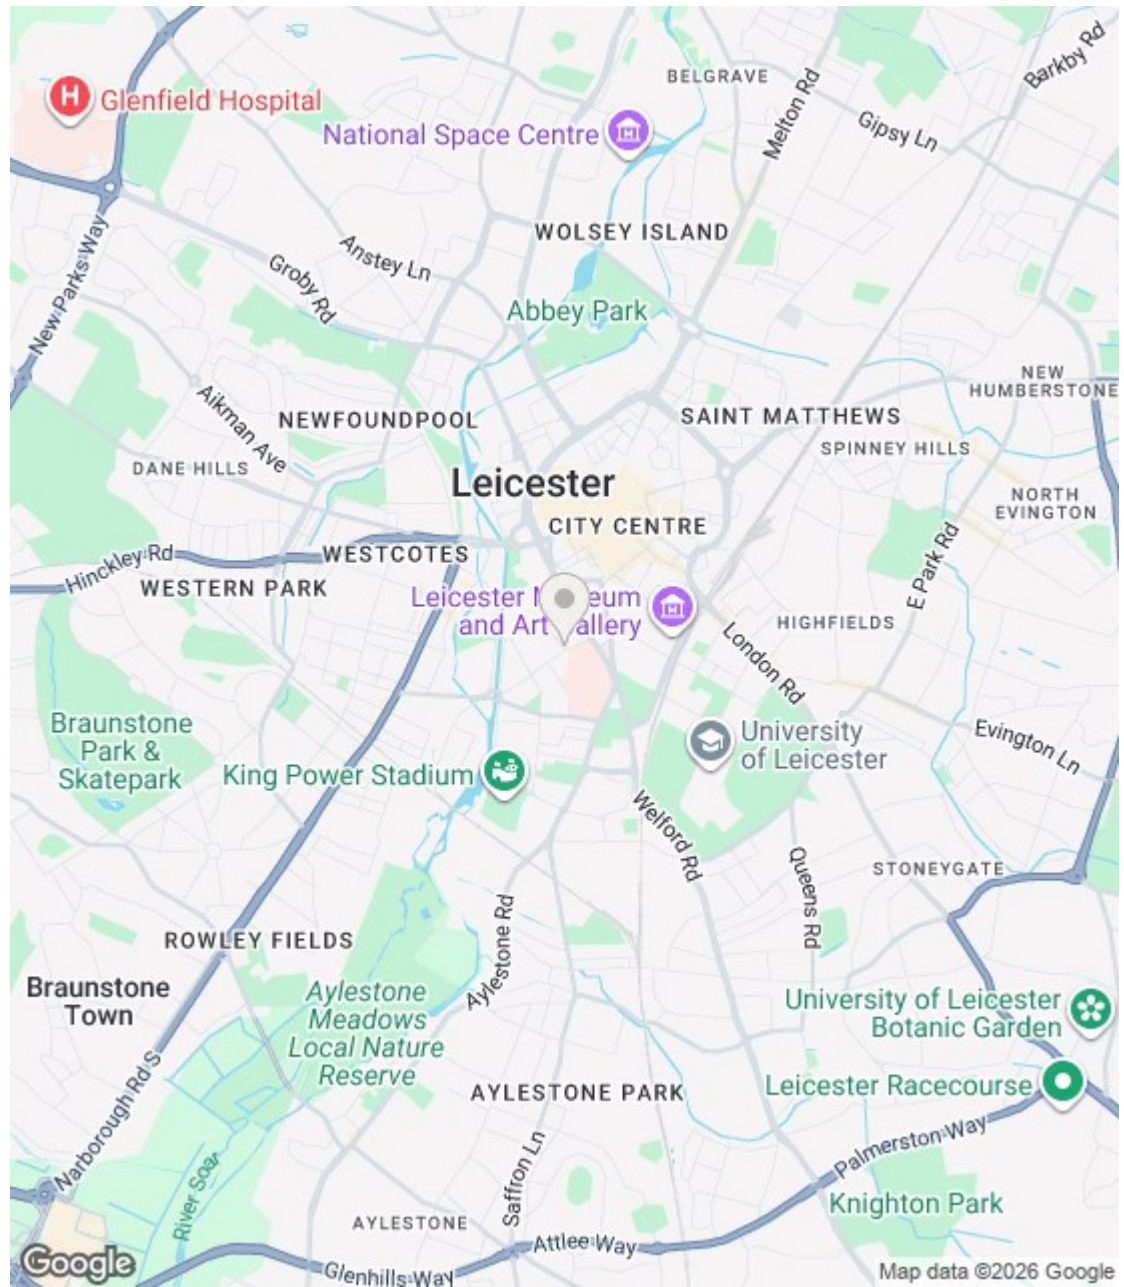 BELGRAVE
Barkby Rd
H Glenfield Hospital
National Space Centre
Melton Rd
Gipsy Ln
WOLSEY ISLAND
New Parks Way
Anstey Ln
Groby Rd
Abbey Park
NEW
HUMBERSTONE
Aikman Ave
NEWFOUNDPOOL
SAINT MATTHEWS
SPINNEY HILLS
DANE HILLS
Leicester
NORTH
EVINGTON
CITY CENTRE
Hinckley Rd
WESTCOTES
E Park Rd
WESTERN PARK
Leicester M eum
and Art allery
HIGHFIELDS
London Rd
Braunstone
Park &
Skatepark
University
of Leicester
Evington Ln
King Power Stadium
Welford Rd
Queens Rd
STONEYGATE
Aylestone Rd
ROWLEY FIELDS
Braunstone
Town
Aylestone
Meadows
Local Nature
Reserve
University of Leicester
Botanic Garden
Leicester Racecourse
AYLESTONE PARK
Narborough Rd S
Palmerston Way
River Soar
Saffron Ln
Knighton Park
AYLESTONE
Attlee Way
Glenhills Way
Google
Map data ©2026 Google